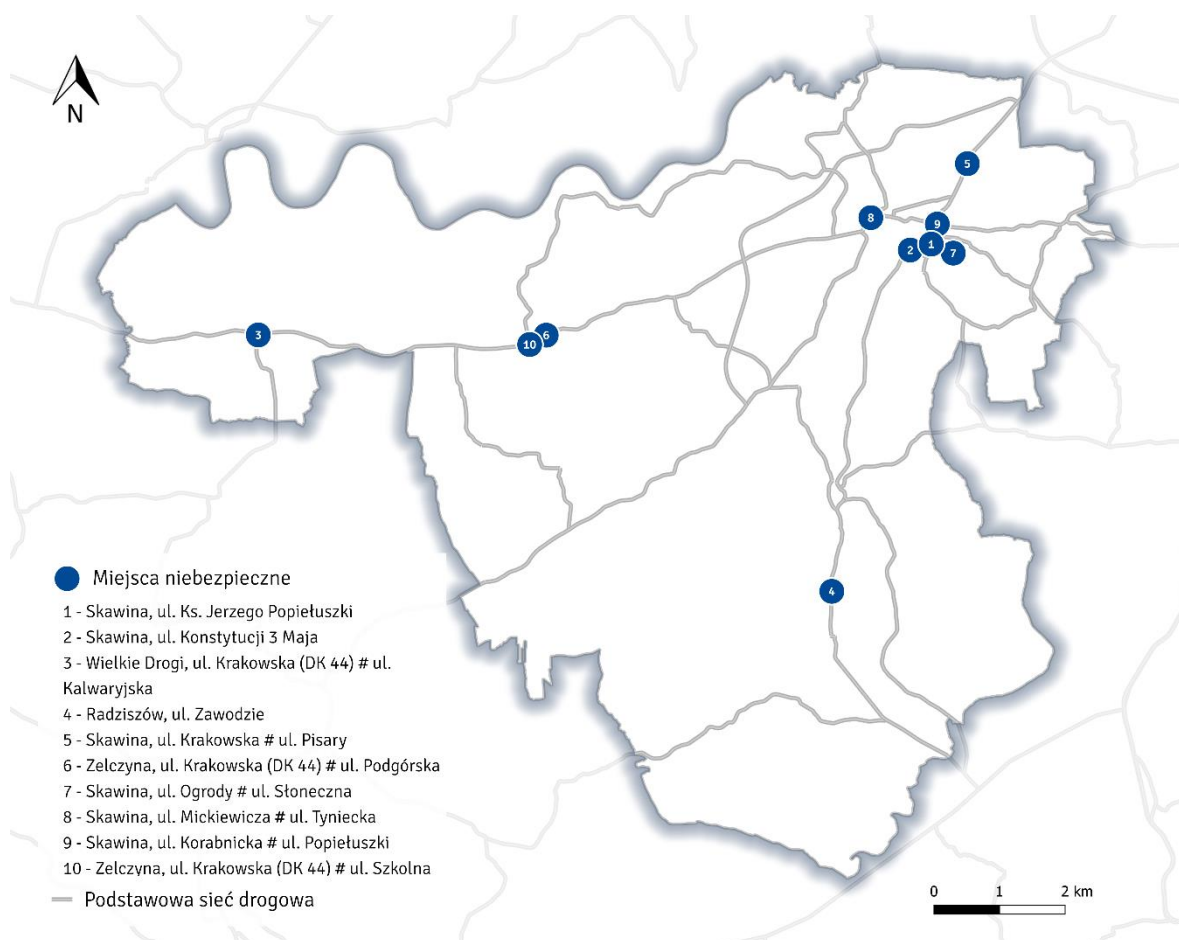 N
5
8
9
1
2
7
3
6
10
4
Miejsca niebezpieczne
1 - Skawina, ul. Ks. Jerzego Popiełuszki
2 - Skawina, ul. Konstytucji 3 Maja
3 - Wielkie Drogi, ul. Krakowska (DK 44) # ul.
Kalwaryjska
4 - Radziszów, ul. Zawodzie
5 - Skawina, ul. Krakowska # ul. Pisary
6 - Zelczyna, ul. Krakowska (DK 44) # ul. Podgórska
7 - Skawina, ul. Ogrody # ul. Słoneczna
8 - Skawina, ul. Mickiewicza # ul. Tyniecka
9 - Skawina, ul. Korabnicka # ul. Popiełuszki
10 - Zelczyna, ul. Krakowska (DK 44) # ul. Szkolna
Podstawowa sieć drogowa
0 1 2 km